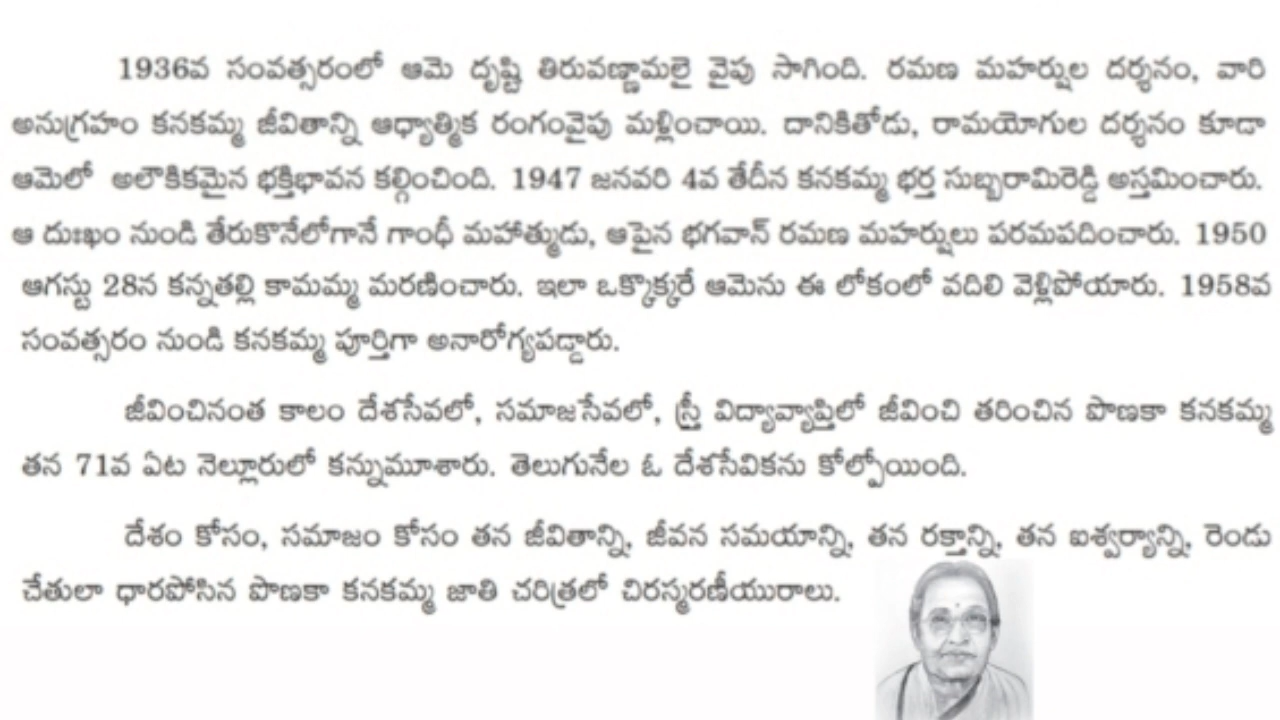 1936వ సంవత్సరంలో ఆమె దృష్టి తిరువణ్ణామలై వైపు సాగింది. రమణ మహర్షుల దర్శనం, వారి
అనుగ్రహం కనకమ్మ జీవితాన్ని ఆధ్యాత్మిక రంగంవైపు మళ్లించాయి. దానికితోడు, రామయోగుల దర్శనం కూడా
ఆమెలో అలౌకికమైన భక్తిభావన కల్గించింది. 1947 జనవరి 4వ తేదీన కనకమ్మ భర్త సుబ్బరామిరెడ్డి అస్తమించారు.
ఆ దుఃఖం నుండి తేరుకొనేలోగానే గాంధీ మహాత్ముడు, ఆపైన భగవాన్ రమణ మహర్షులు పరమపదించారు. 1950
ఆగస్టు 28న కన్నతల్లి కామమ్మ మరణించారు. ఇలా ఒక్కొక్కరే ఆమెను ఈ లోకంలో వదిలి వెళ్లిపోయారు. 1958వ
సంవత్సరం నుండి కనకమ్మ పూర్తిగా అనారోగ్యపడ్డారు.
జీవించినంత కాలం దేశసేవలో, సమాజసేవలో, స్త్రీ విద్యావ్యాప్తిలో జీవించి తరించిన పొణకా కనకమ్మ
తన 71వ ఏట నెల్లూరులో కన్నుమూశారు. తెలుగునేల ఓ దేశసేవికను కోల్పోయింది.
దేశం కోసం, సమాజం కోసం తన జీవితాన్ని, జీవన సమయాన్ని, తన రక్తాన్ని, తన ఐశ్వర్యాన్ని, రెండు
చేతులా ధారపోసిన పొణకా కనకమ్మ జాతి చరిత్రలో చిరస్మరణీయురాలు.